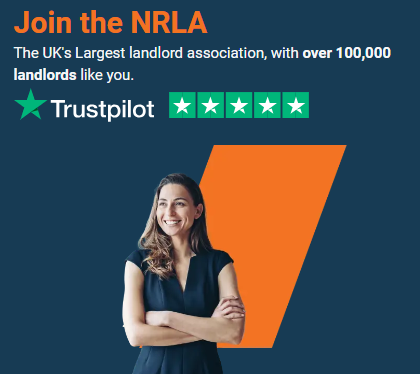 Join the NRLA
The UK's Largest landlord association, with over 100,000
landlords like you.
Trustpilot